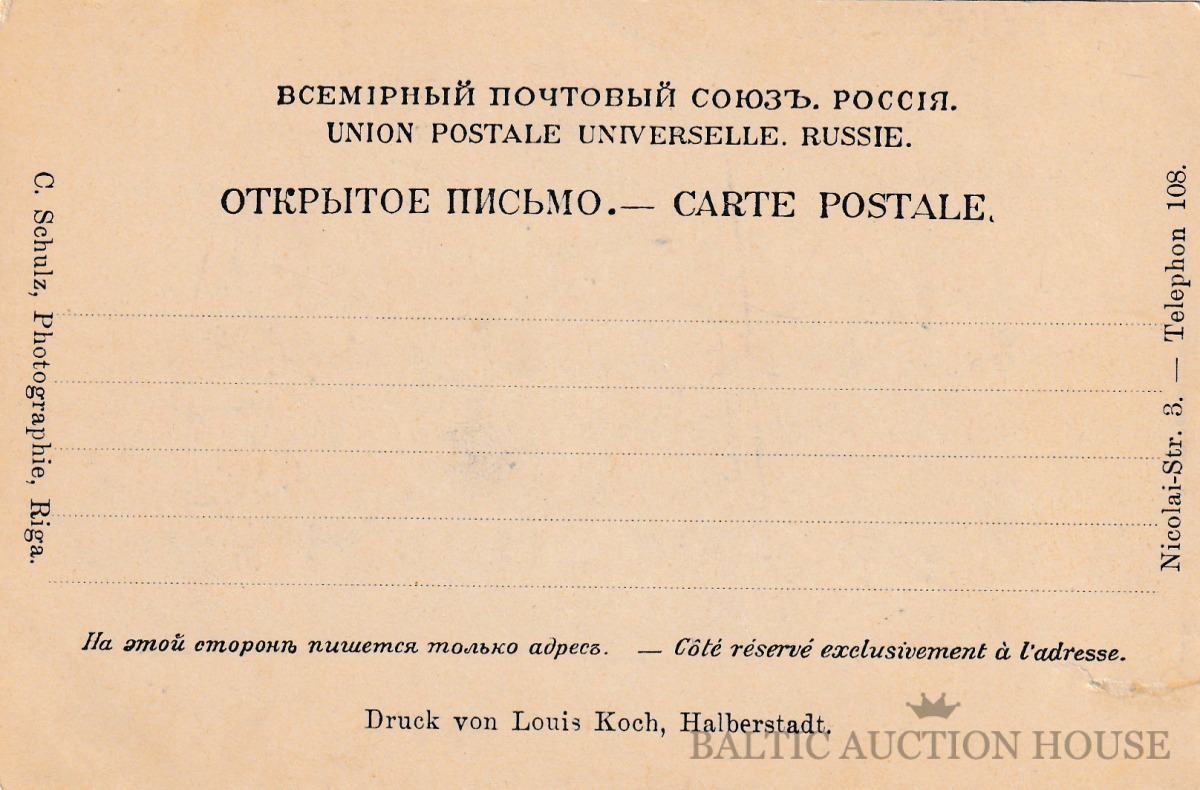 ВСЕМІРНЫЙ ПОЧТОВЫЙ СОЮЗЪ. РОССІЯ.
UNION POSTALE UNIVERSELLE. RUSSIE.
ОТКРЫТОЕ ПИСЬМО.— CARTE POSTALE.
C. Schulz, Photographie, Riga.
Nicolai-Str. 3. — Telephon 108.
На этой сторонѣ пишется только адресъ. — Côté réservé exclusivement à l'adresse.
Druck von Louis Koch, Halberstadt.
BALTIC AUCTION HOUSE